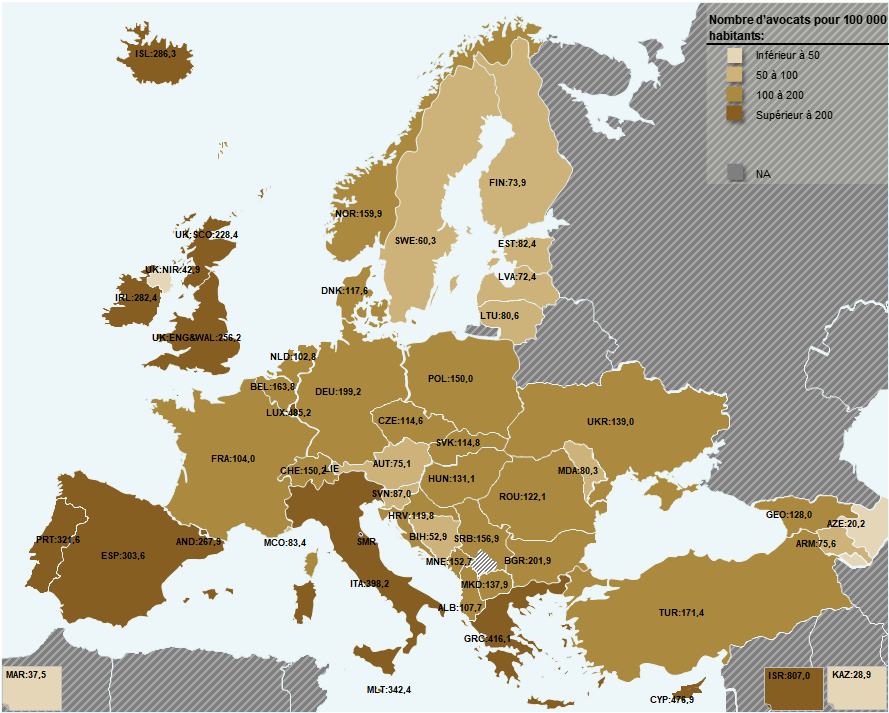 Nombre d'avocats pour 100 000
habitants:
Inférieur à 50
50 à 100
100 à 200
Supérieur à 200
NA
ISL:286,3
FIN:73,9
NOR:159,9
UK:SCO:228,4
SWE:60,3
EST:82,4
UK:NIR:42,9
LVA:72,4
DNK:117,6
IRL:282,4
LTU:80,6
UK:ENG&WAL:256,2
NLD:102,8
POL:150,0
BEL:163,8
DEU:199,2
LUX:485,2
CZE:114,6
UKR:139,0
SVK:114,8
FRA:104,0
AUT:75,1
CHE:150,2
LIE
MDA:80,3
HUN:131,1
SVN:87,0
ROU:122,1
HRV:119,8
GEO:128,0
AZE:20,2
BIH:52,9
SRB:156,9
PRT:321,6
AND:267,9
MCO:83,4
SMR
ARM:75,6
ESP:303,6
MNE:152,7
BGR:201,9
ITA:398,2
MKD:137,9
ALB:107,7
TUR:171,4
GRC:416,1
MAR:37,5
ISR:807,0
KAZ:28,9
MLT:342,4
CYP:476,9